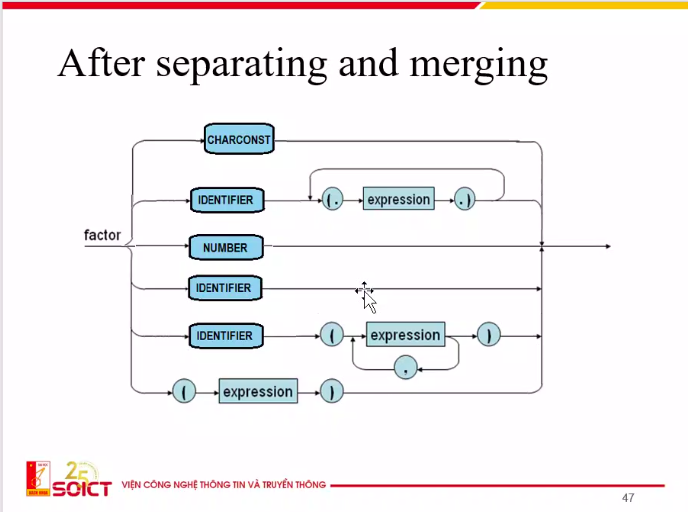 After separating and merging
CHARCONST
IDENTIFIER (. expression .)
factor
NUMBER
IDENTIFIER
IDENTIFIER ( expression )
,
( expression )
25
SOICT
VIỆN CÔNG NGHỆ THÔNG TIN VÀ TRUYỀN THÔNG
47